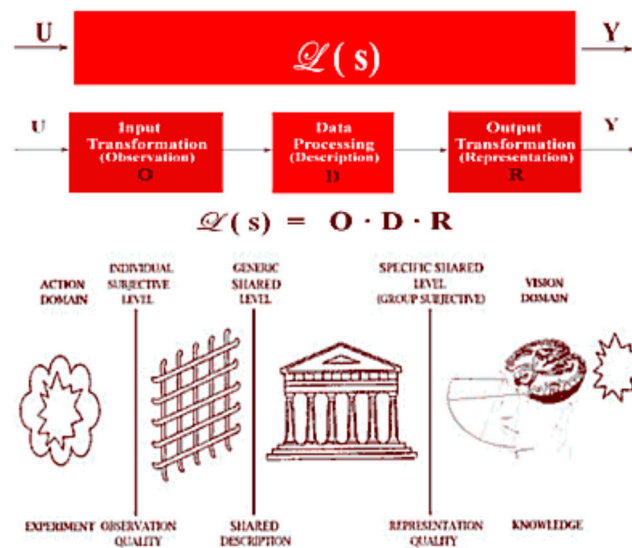 U
ℒ(s)
Y
U
Input
Transformation
(Observation)
O
Data
Processing
(Description)
D
Output
Transformation
(Representation)
R
Y
ℒ(s) = O · D · R
ACTION
DOMAIN
INDIVIDUAL
SUBJECTIVE
LEVEL
GENERIC
SHARED
LEVEL
SPECIFIC SHARED
LEVEL
(GROUP SUBJECTIVE)
VISION
DOMAIN
EXPERIMENT
OBSERVATION
QUALITY
SHARED
DESCRIPTION
REPRESENTATION
QUALITY
KNOWLEDGE